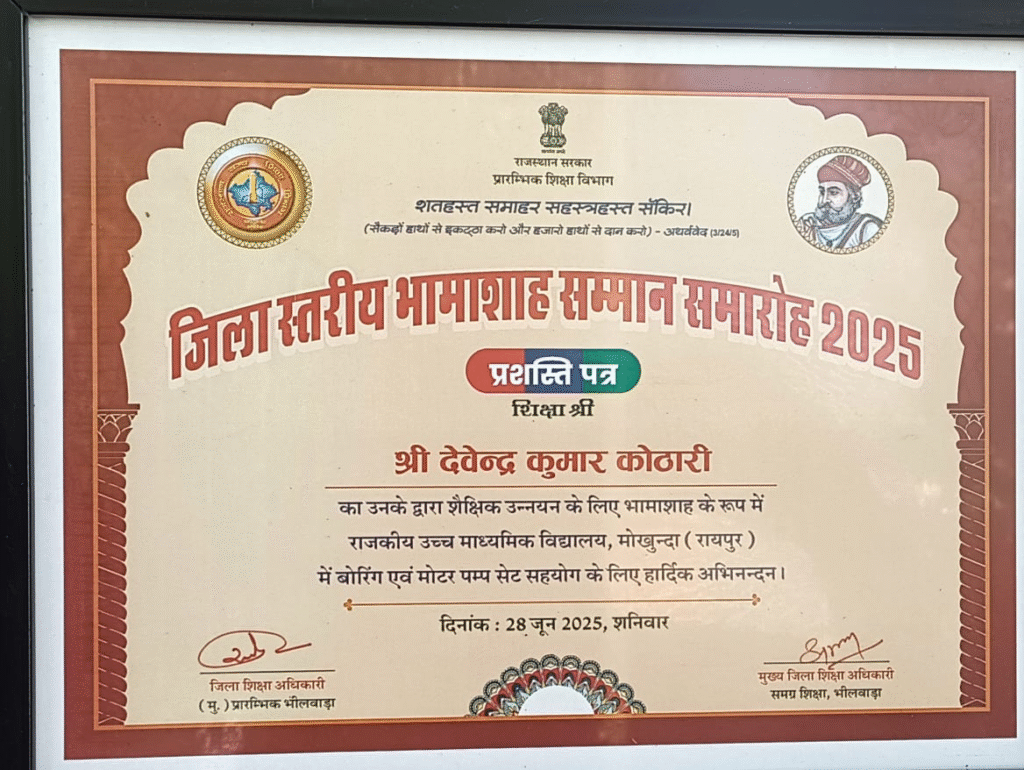 राजस्थान सरकार
प्रारम्भिक शिक्षा विभाग
शतहस्त समाहर सहस्त्रहस्त सॅकिर।
(सैकड़ों हाथों से इकट्ठा करो और हजारो हाथों से दान करो) - अथर्ववेद (3/24/5)
जिला स्तरीय भामाशाह सम्मान समारोह 2025
प्रशस्ति पत्र
शिक्षा श्री
श्री देवेन्द्र कुमार कोठारी
का उनके द्वारा शैक्षिक उन्नयन के लिए भामाशाह के रूप में
राजकीय उच्च माध्यमिक विद्यालय, मोखुन्दा ( रायपुर )
में बोरिंग एवं मोटर पम्प सेट सहयोग के लिए हार्दिक अभिनन्दन।
दिनांक : 28 जून 2025, शनिवार
जिला शिक्षा अधिकारी
( मु. ) प्रारम्भिक भीलवाड़ा
मुख्य जिला शिक्षा अधिकारी
समग्र शिक्षा, भीलवाड़ा